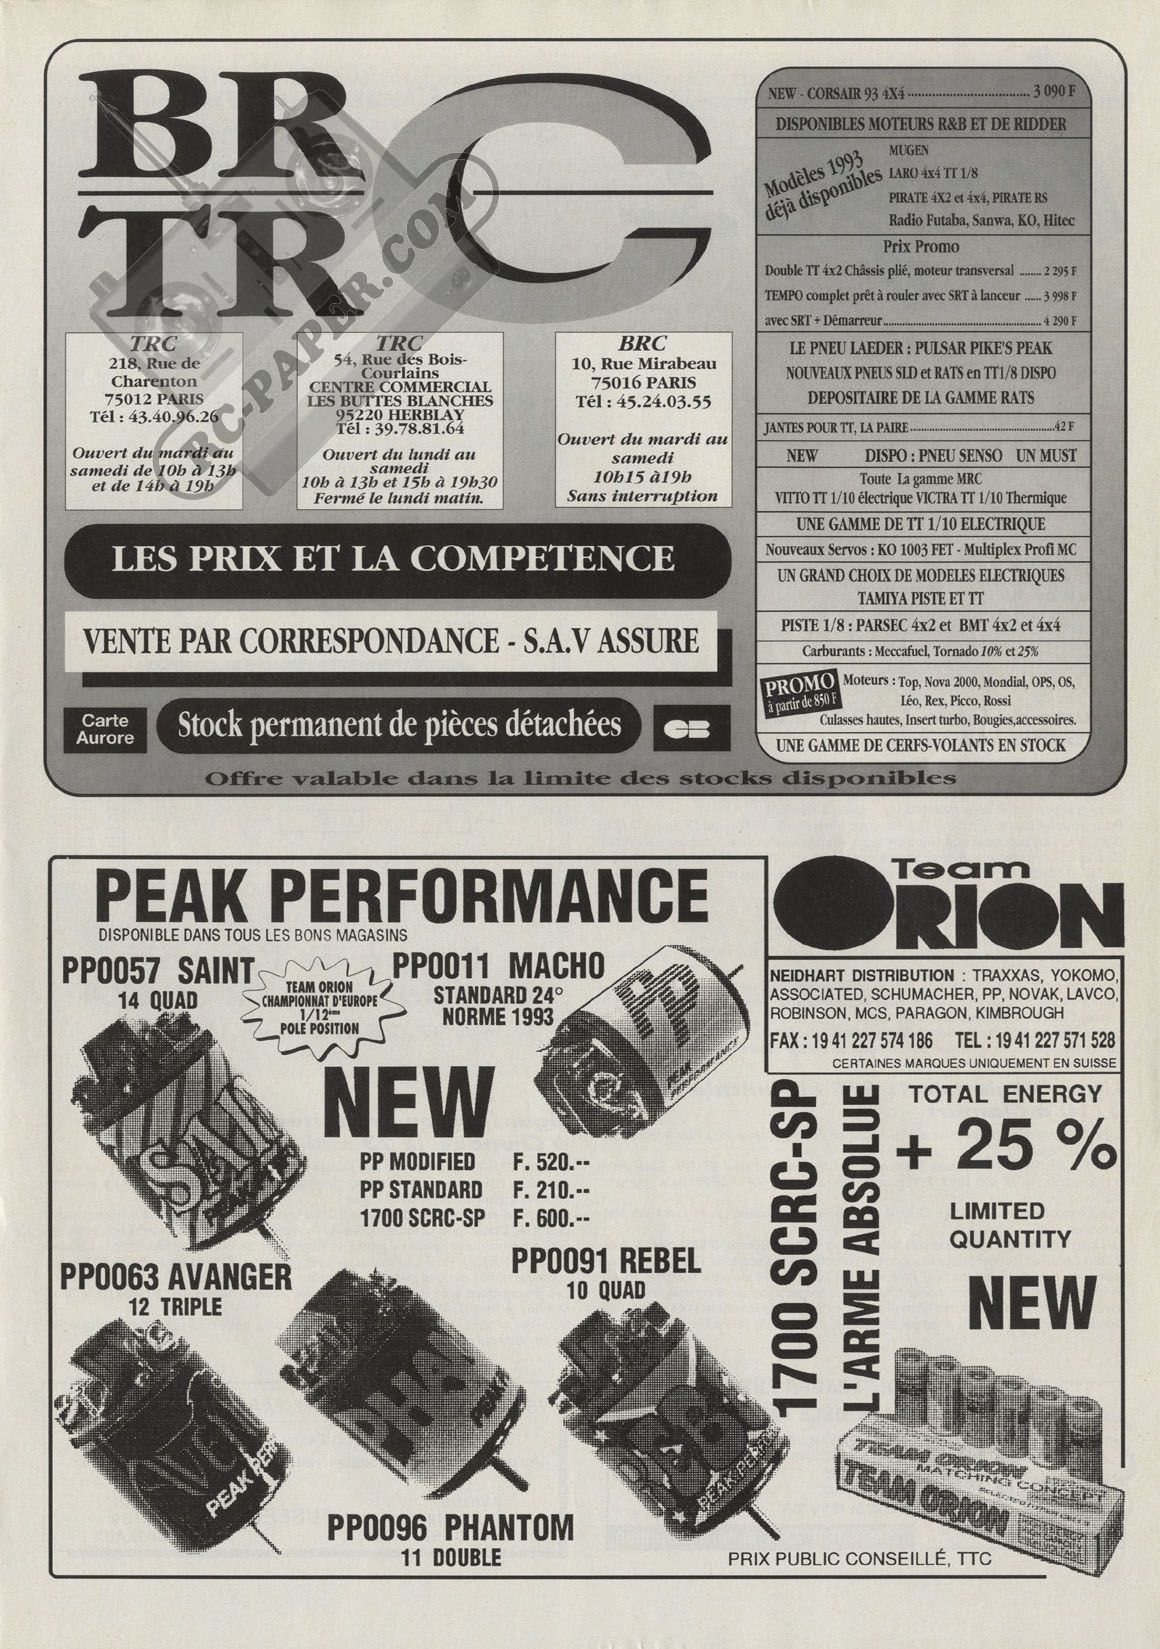 BR
TR
C
RC-PAPER.COM
TRC
218, Rue de
Charenton
75012 PARIS
Tél : 43.40.96.26
Ouvert du mardi au
samedi de 10h à 13h
et de 14h à 19h
TRC
54, Rue des Bois-
Courlains
CENTRE COMMERCIAL
LES BUTTES BLANCHES
95220 HERBLAY
Tél : 39.78.81.64
Ouvert du lundi au
samedi
10h à 13h et 15h à 19h30
Fermé le lundi matin.
BRC
10, Rue Mirabeau
75016 PARIS
Tél : 45.24.03.55
Ouvert du mardi au
samedi
10h15 à19h
Sans interruption
LES PRIX ET LA COMPETENCE
VENTE PAR CORRESPONDANCE - S.A.V ASSURE
Carte
Aurore
Stock permanent de pièces détachées
CB
NEW - CORSAIR 93 4X4 .................................. 3 090 F
DISPONIBLES MOTEURS R&B ET DE RIDDER
Modèles 1993
déjà disponibles
MUGEN
LARO 4x4 TT 1/8
PIRATE 4X2 et 4x4, PIRATE RS
Radio Futaba, Sanwa, KO, Hitec
Prix Promo
Double TT 4x2 Châssis plié, moteur transversal ........ 2 295 F
TEMPO complet prêt à rouler avec SRT à lanceur ...... 3 998 F
avec SRT + Démarreur.......................................................... 4 290 F
LE PNEU LAEDER : PULSAR PIKE'S PEAK
NOUVEAUX PNEUS SLD et RATS en TT1/8 DISPO
DEPOSITAIRE DE LA GAMME RATS
JANTES POUR TT, LA PAIRE ....................................................42 F
NEW DISPO : PNEU SENSO UN MUST
Toute La gamme MRC
VITTO TT 1/10 électrique VICTRA TT 1/10 Thermique
UNE GAMME DE TT 1/10 ELECTRIQUE
Nouveaux Servos : KO 1003 FET - Multiplex Profi MC
UN GRAND CHOIX DE MODELES ELECTRIQUES
TAMIYA PISTE ET TT
PISTE 1/8 : PARSEC 4x2 et BMT 4x2 et 4x4
Carburants : Meccafuel, Tornado 10% et 25%
PROMO
à partir de 850 F
Moteurs : Top, Nova 2000, Mondial, OPS, OS,
Léo, Rex, Picco, Rossi
Culasses hautes, Insert turbo, Bougies,accessoires.
UNE GAMME DE CERFS-VOLANTS EN STOCK
Offre valable dans la limite des stocks disponibles
PEAK PERFORMANCE
DISPONIBLE DANS TOUS LES BONS MAGASINS
PP0057 SAINT
14 QUAD
TEAM ORION
CHAMPIONNAT D'EUROPE
1/12ème
POLE POSITION
PP0011 MACHO
STANDARD 24°
NORME 1993
PP
PEAK
PERFORMANCE
SAINT
PEAK
NEW
PP MODIFIED F. 520.--
PP STANDARD F. 210.--
1700 SCRC-SP F. 600.--
PP0063 AVANGER
12 TRIPLE
PP0091 REBEL
10 QUAD
PEAK PERF
PEAK
PEAK PERF
PP0096 PHANTOM
11 DOUBLE
Team
ORION
NEIDHART DISTRIBUTION : TRAXXAS, YOKOMO,
ASSOCIATED, SCHUMACHER, PP, NOVAK, LAVCO,
ROBINSON, MCS, PARAGON, KIMBROUGH
FAX : 19 41 227 574 186 TEL : 19 41 227 571 528
CERTAINES MARQUES UNIQUEMENT EN SUISSE
1700 SCRC-SP
L'ARME ABSOLUE
TOTAL ENERGY
+ 25 %
LIMITED
QUANTITY
NEW
TEAM ORION
MATCHING CONCEPT
TEAM ORION
PRIX PUBLIC CONSEILLÉ, TTC